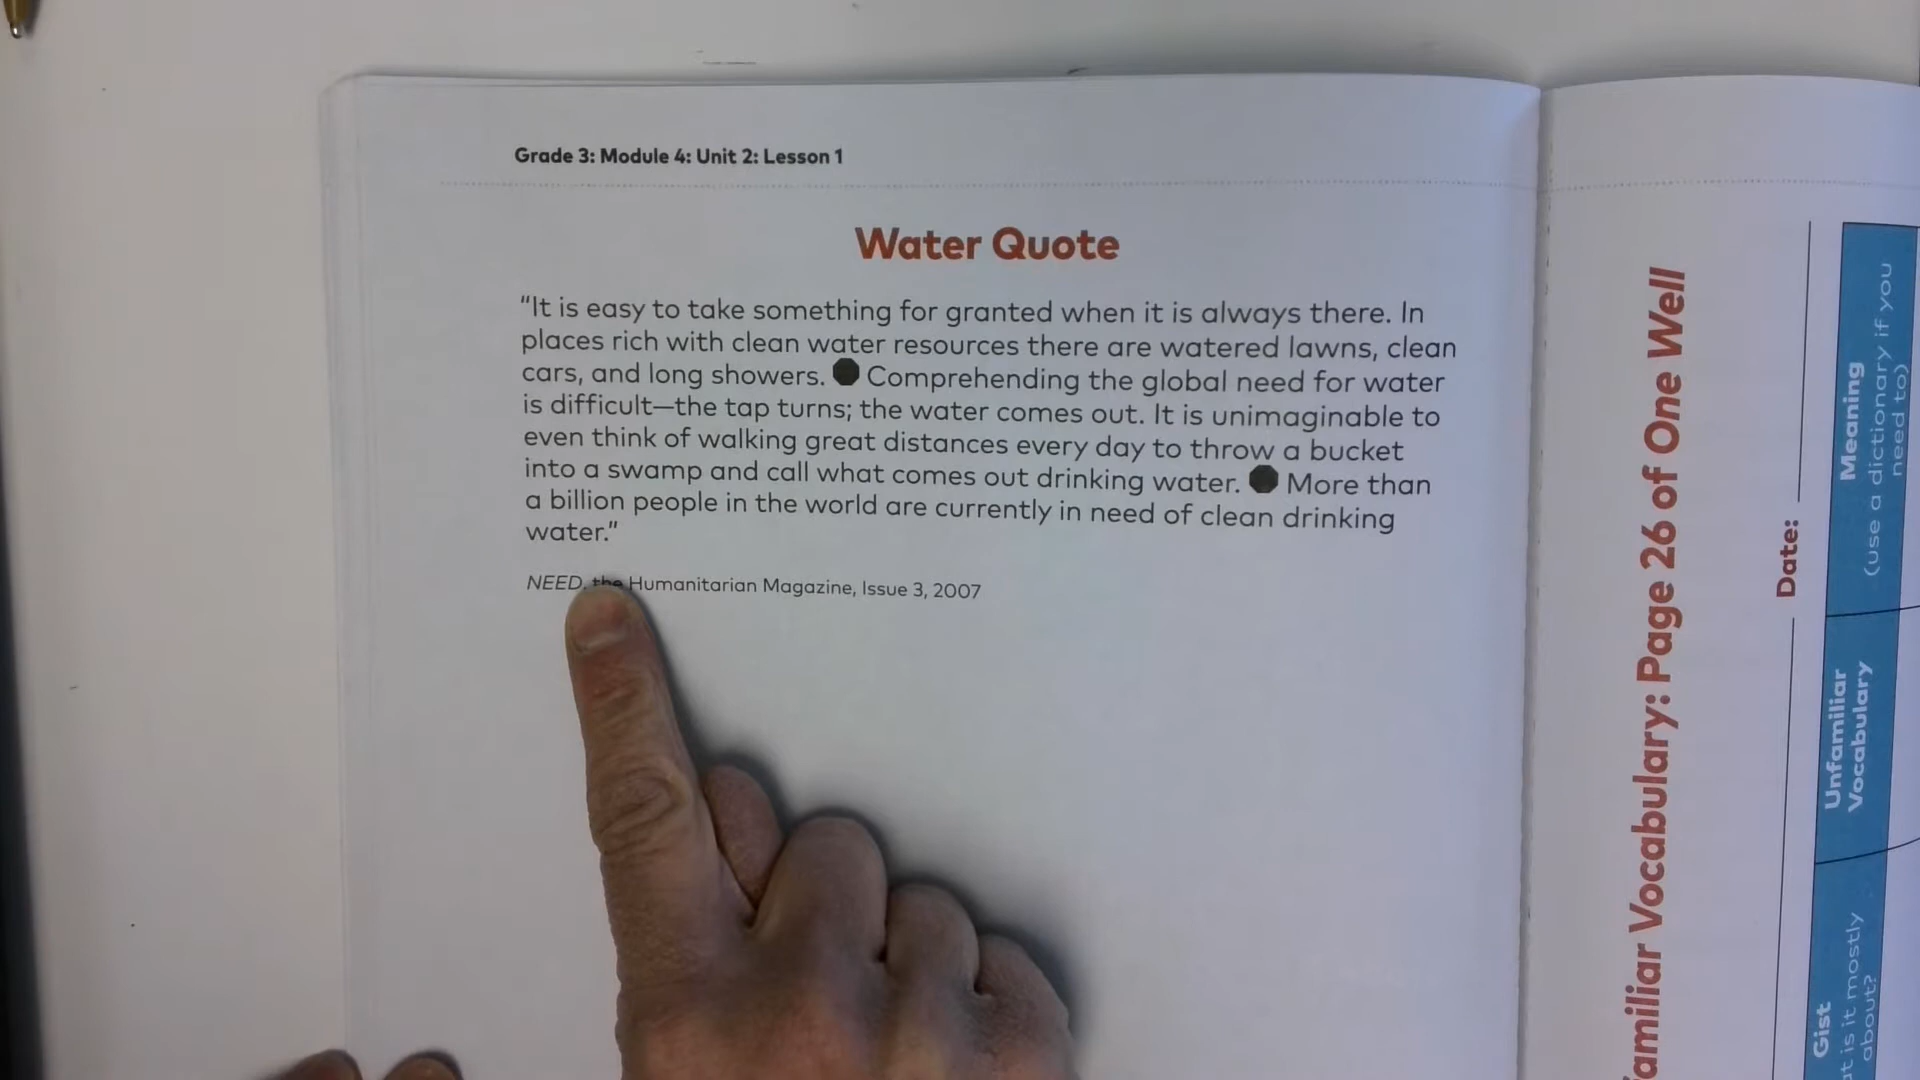 Grade 3: Module 4: Unit 2: Lesson 1
Water Quote
“It is easy to take something for granted when it is always there. In
places rich with clean water resources there are watered lawns, clean
cars, and long showers. Comprehending the global need for water
is difficult—the tap turns; the water comes out. It is unimaginable to
even think of walking great distances every day to throw a bucket
into a swamp and call what comes out drinking water. More than
a billion people in the world are currently in need of clean drinking
water.”
NEED, the Humanitarian Magazine, Issue 3, 2007
Vocabulary: Page 26 of One Well
Date:
Gist
is it mostly
about?
Unfamiliar
Vocabulary
Meaning
(use a dictionary if you
need to)